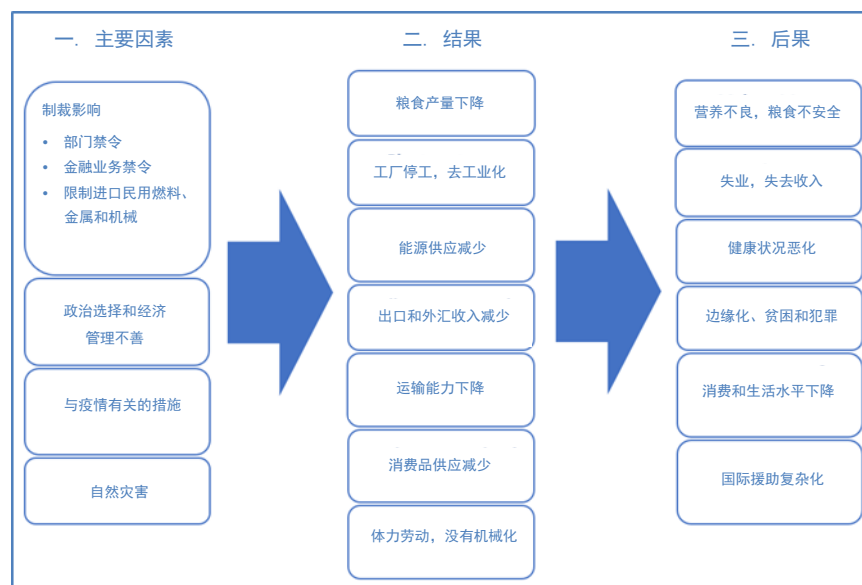 一. 主要因素
制裁影响
• 部门禁令
• 金融业务禁令
• 限制进口民用燃料、
金属和机械
政治选择和经济
管理不善
与疫情有关的措施
自然灾害
二. 结果
粮食产量下降
工厂停工，去工业化
能源供应减少
出口和外汇收入减少
运输能力下降
消费品供应减少
体力劳动，没有机械化
三. 后果
营养不良，粮食不安全
失业，失去收入
健康状况恶化
边缘化、贫困和犯罪
消费和生活水平下降
国际援助复杂化